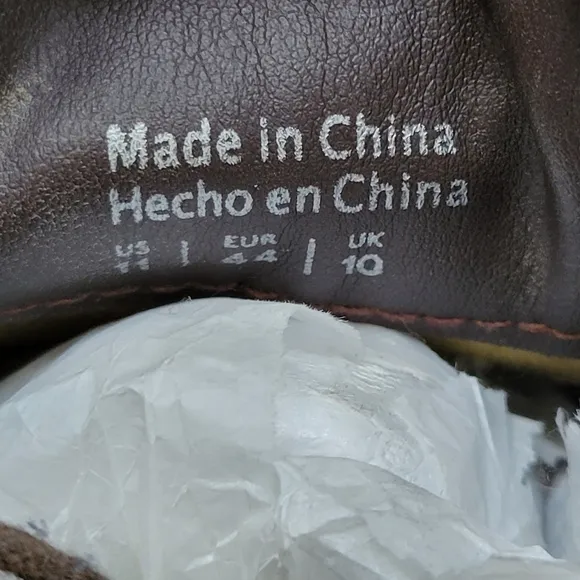 Made in China
Hecho en China
US | EUR | UK
11 44 10